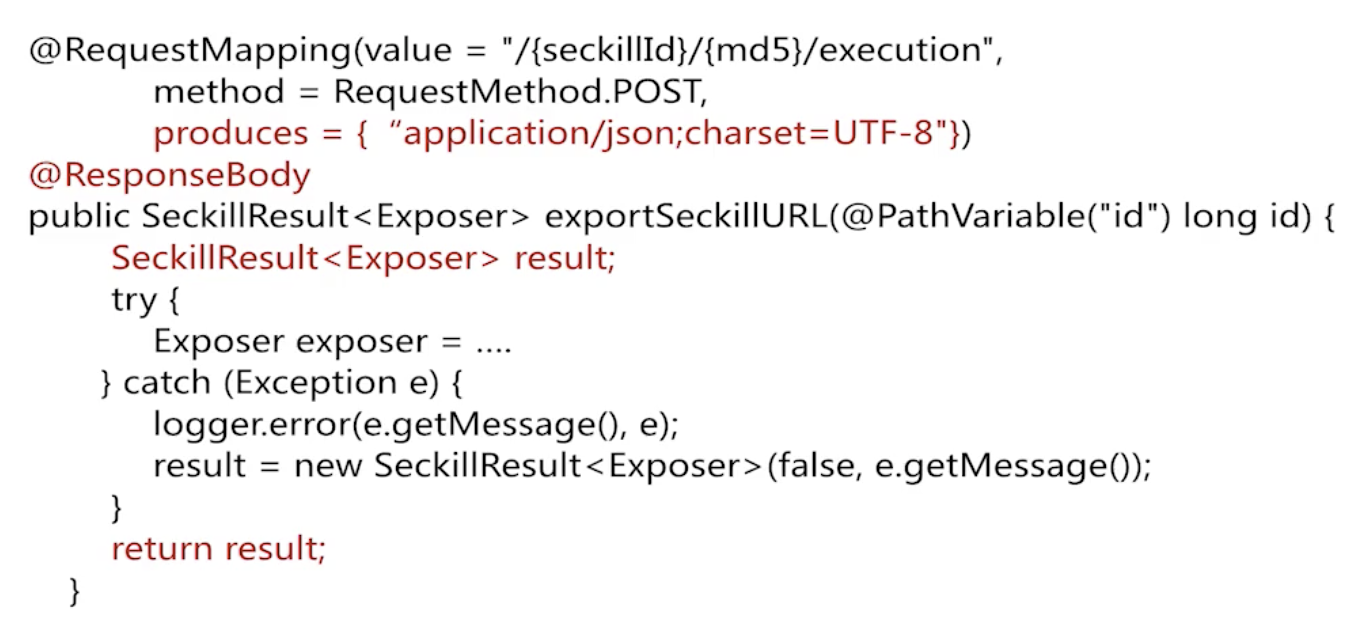 @RequestMapping(value = "/{seckillId}/{md5}/execution",
method = RequestMethod.POST,
produces = { “application/json;charset=UTF-8"})
@ResponseBody
public SeckillResult<Exposer> exportSeckillURL(@PathVariable("id") long id) {
SeckillResult<Exposer> result;
try {
Exposer exposer = ....
} catch (Exception e) {
logger.error(e.getMessage(), e);
result = new SeckillResult<Exposer>(false, e.getMessage());
}
return result;
}